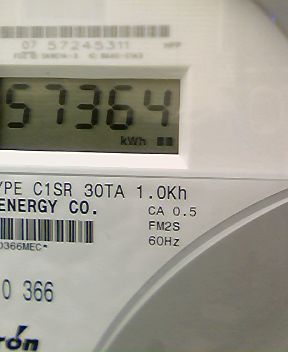 07 57245311
57364
kWh
YPE C1SR 30TA 1.0Kh
ENERGY CO.
CA 0.5
FM2S
60Hz
0366MEC*
0 366
rón